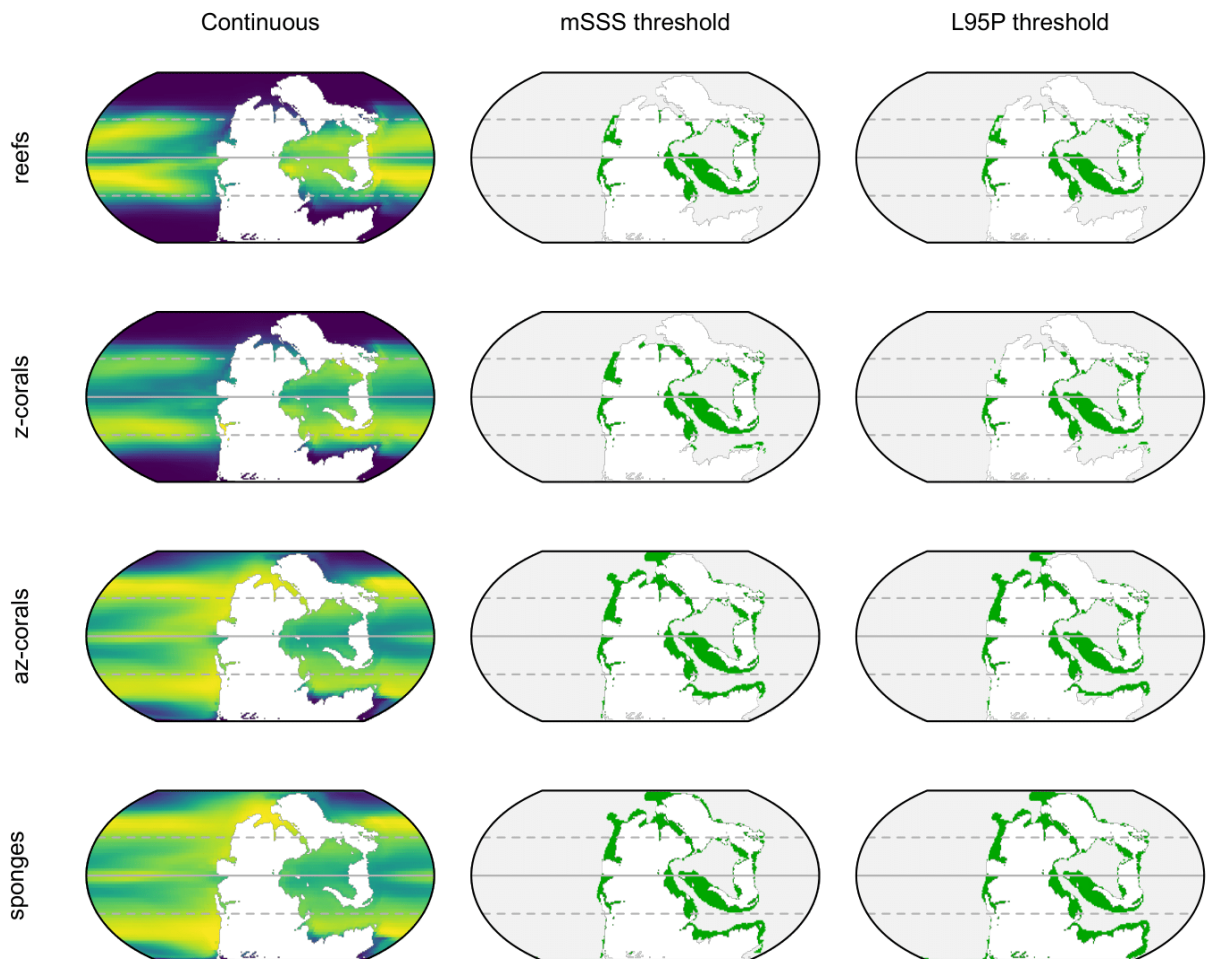 Continuous mSSS threshold L95P threshold
reefs
z-corals
az-corals
sponges